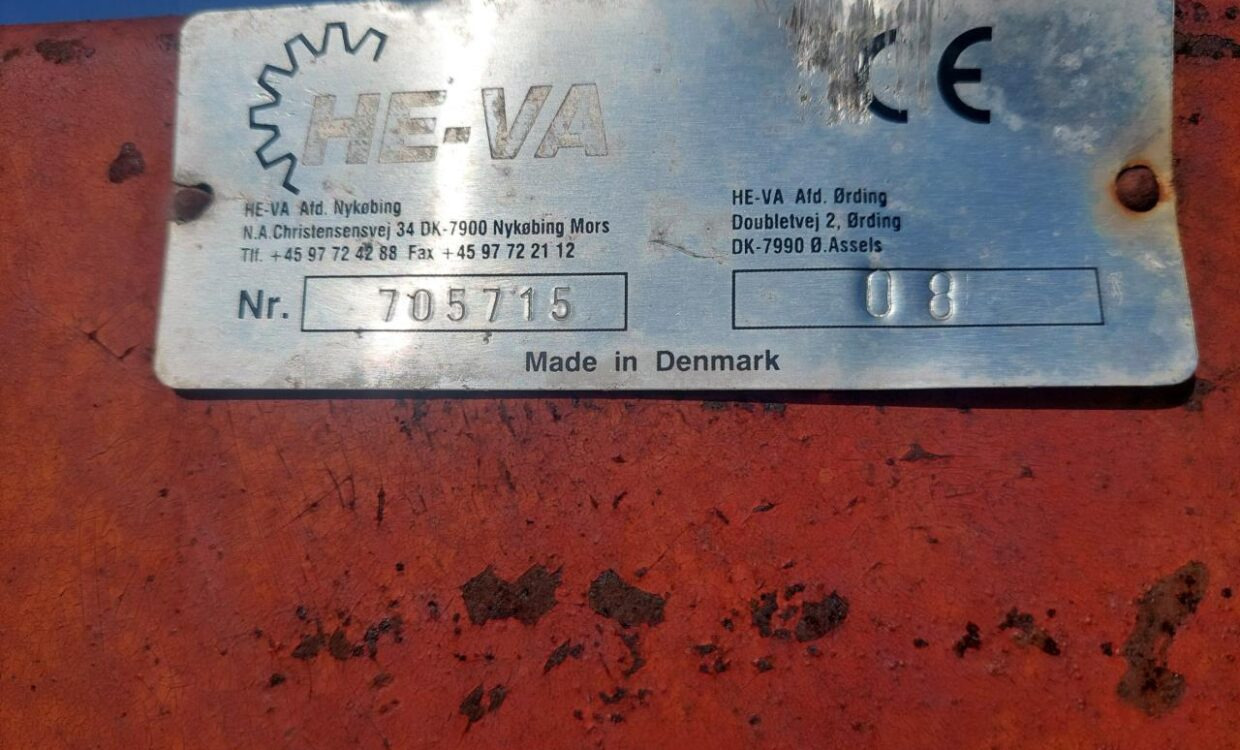 HE-VA
CE
HE-VA Afd. Nykøbing
N.A.Christensensvej 34 DK-7900 Nykøbing Mors
Tlf. +45 97 72 42 88 Fax +45 97 72 21 12
Nr. 705715
HE-VA Afd. Ørding
Doubletvej 2, Ørding
DK-7990 Ø.Assels
08
Made in Denmark